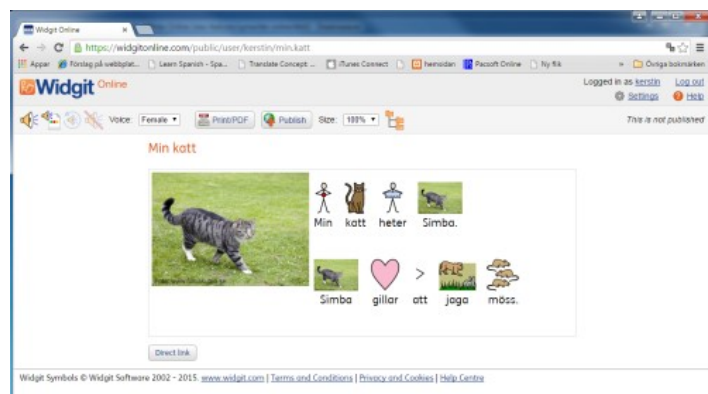 Widgit Online
https://widgitonline.com/public/user/kerstin/min.katt
Appar Förslag på webbplat... Learn Spanish - Spa... Translate Concept ... iTunes Connect hemsidan Pacsoft Online Ny flik » Övriga bokmärken
Widgit Online
Logged in as kerstin Log out
Settings Help
Voice: Female Print/PDF Publish Size: 100% This is not published
Min katt
Min katt heter Simba.
Simba gillar att jaga möss.
Direct link
Widgit Symbols © Widgit Software 2002 - 2015. www.widgit.com | Terms and Conditions | Privacy and Cookies | Help Centre